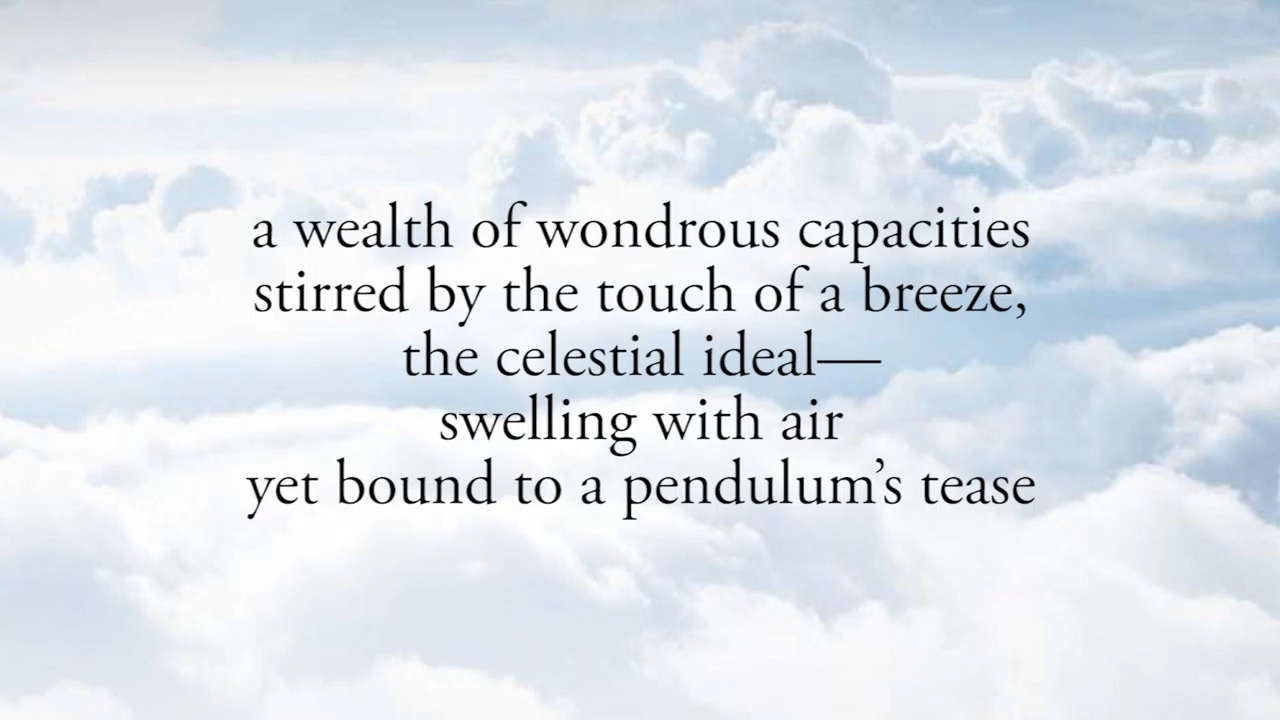 a wealth of wondrous capacities
stirred by the touch of a breeze,
the celestial ideal—
swelling with air
yet bound to a pendulum’s tease